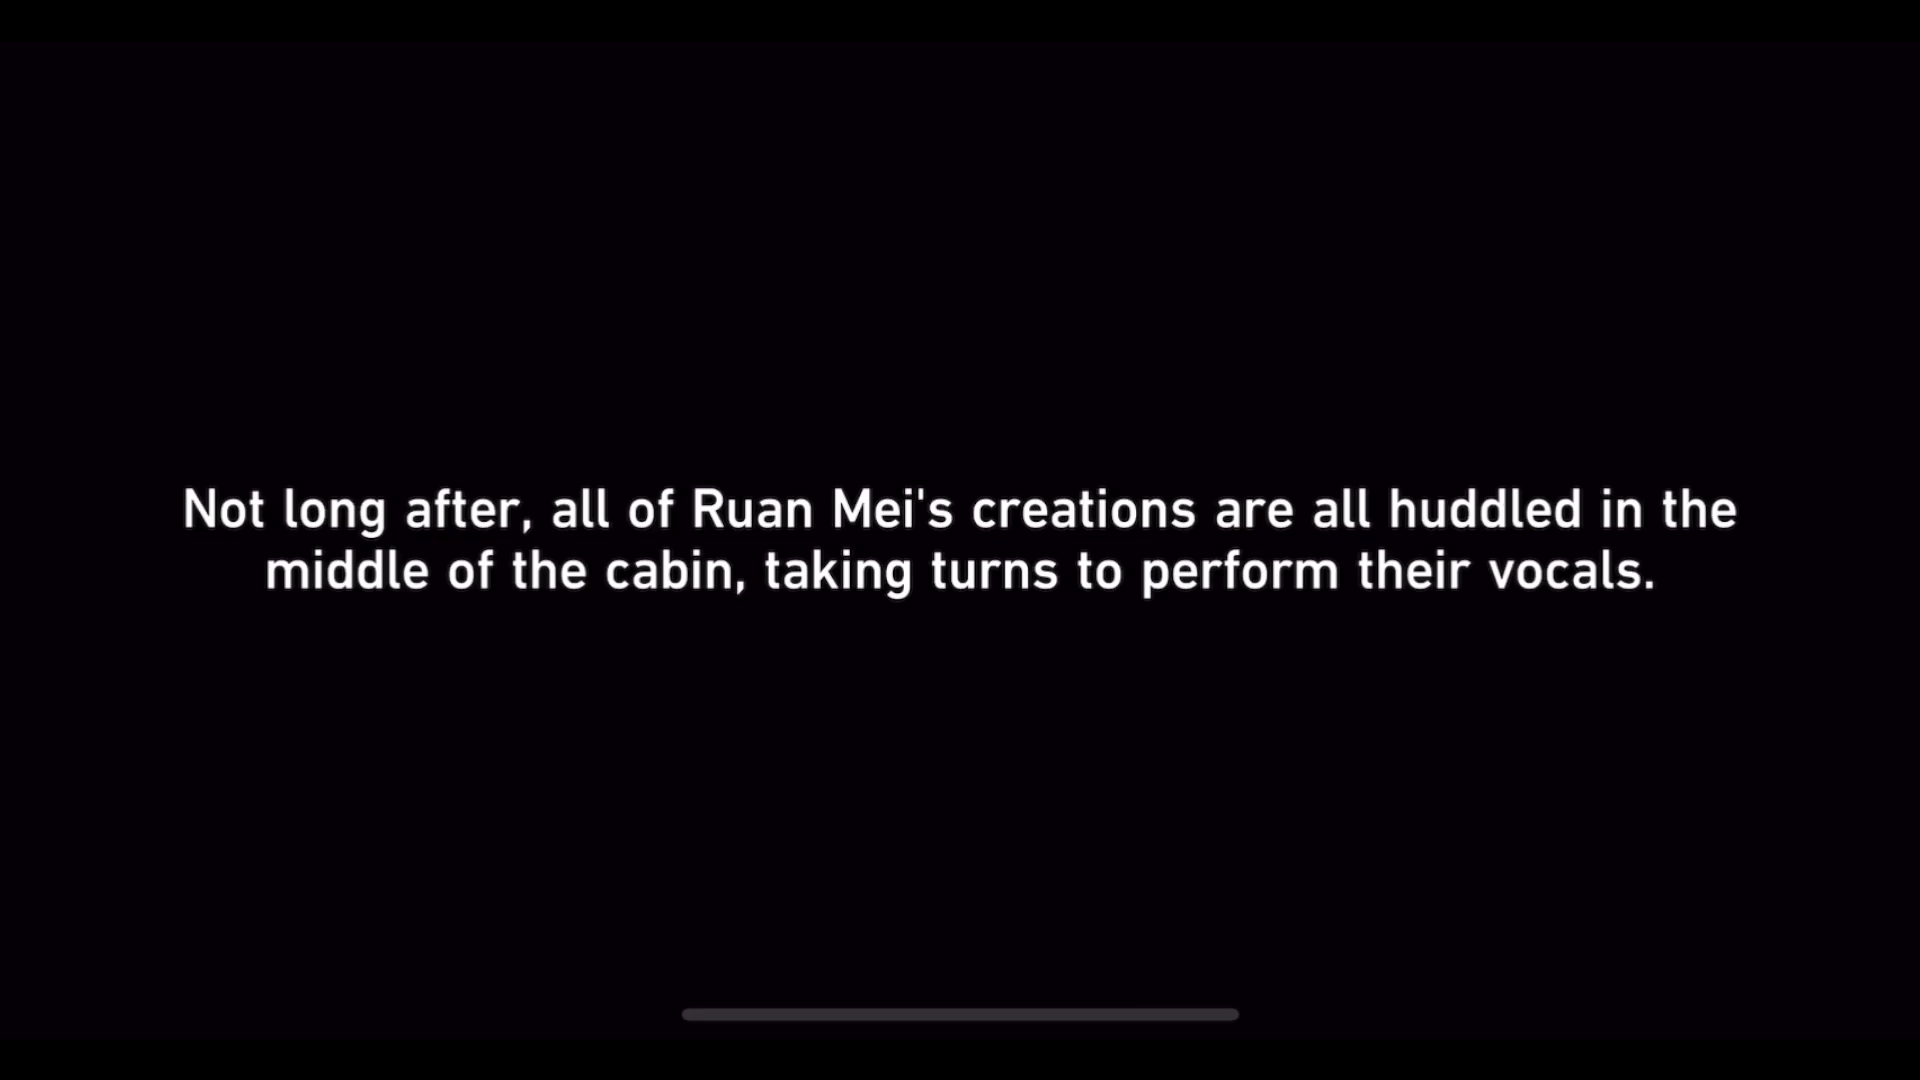 Not long after, all of Ruan Mei's creations are all huddled in the
middle of the cabin, taking turns to perform their vocals.